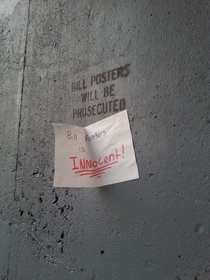 BILL POSTERS
WILL BE
PROSECUTED
Bill Posters
is
INNocent!